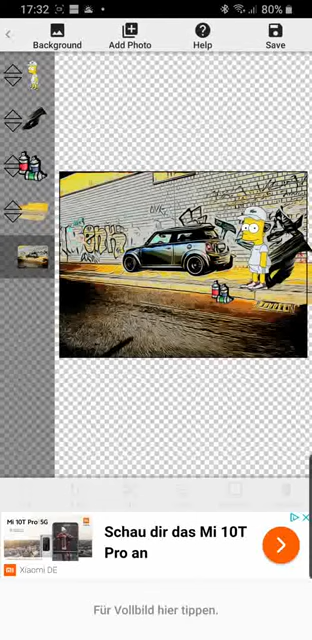 17:32
80%
Background
Add Photo
Help
Save
Mi 10T Pro 5G
Schau dir das Mi 10T
Pro an
Xiaomi DE
Für Vollbild hier tippen.